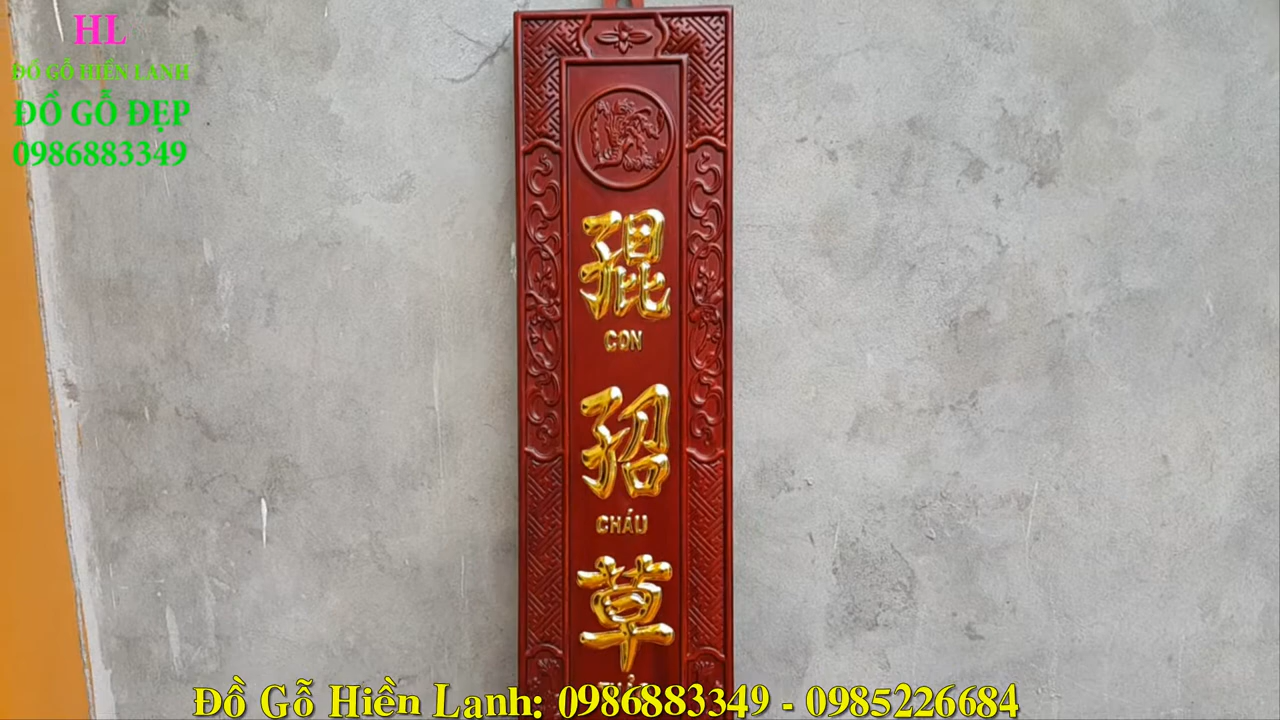 HL
ĐỒ GỖ HIỀN LANH
ĐỒ GỖ ĐẸP
0986883349
𡥵
CON
𡥙
CHÁU
草
Đồ Gỗ Hiền Lanh: 0986883349 - 0985226684